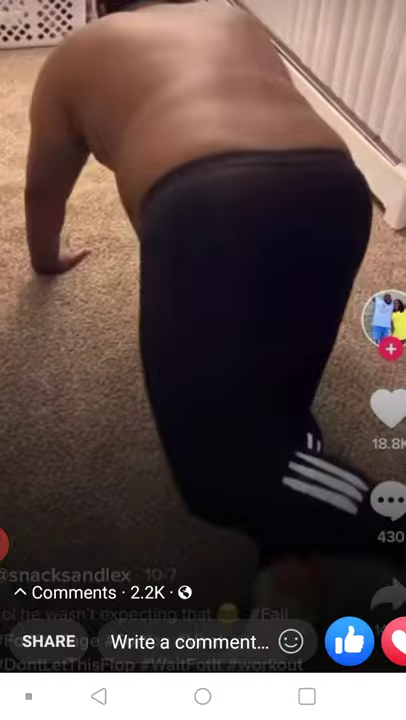 18.8K
430
@snacksandlex · 10-7
Comments · 2.2K ·
he wasn't expecting that 😄 #Fail
SHARE
Write a comment...
#DontLetThisFlop #WaitForIt #workout